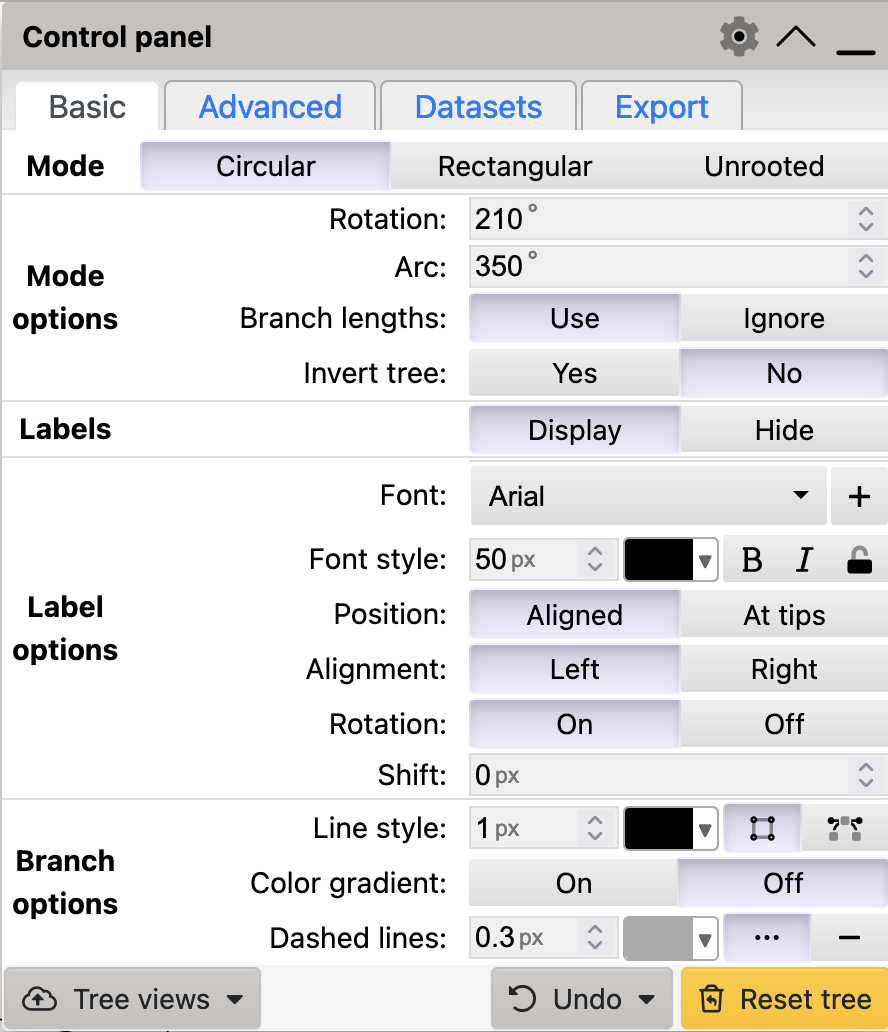 Control panel
Basic Advanced Datasets Export
Mode Circular Rectangular Unrooted
Mode options
Rotation: 210°
Arc: 350°
Branch lengths: Use Ignore
Invert tree: Yes No
Labels Display Hide
Label options
Font: Arial +
Font style: 50 px B I
Position: Aligned At tips
Alignment: Left Right
Rotation: On Off
Shift: 0 px
Branch options
Line style: 1 px
Color gradient: On Off
Dashed lines: 0.3 px
Tree views Undo Reset tree